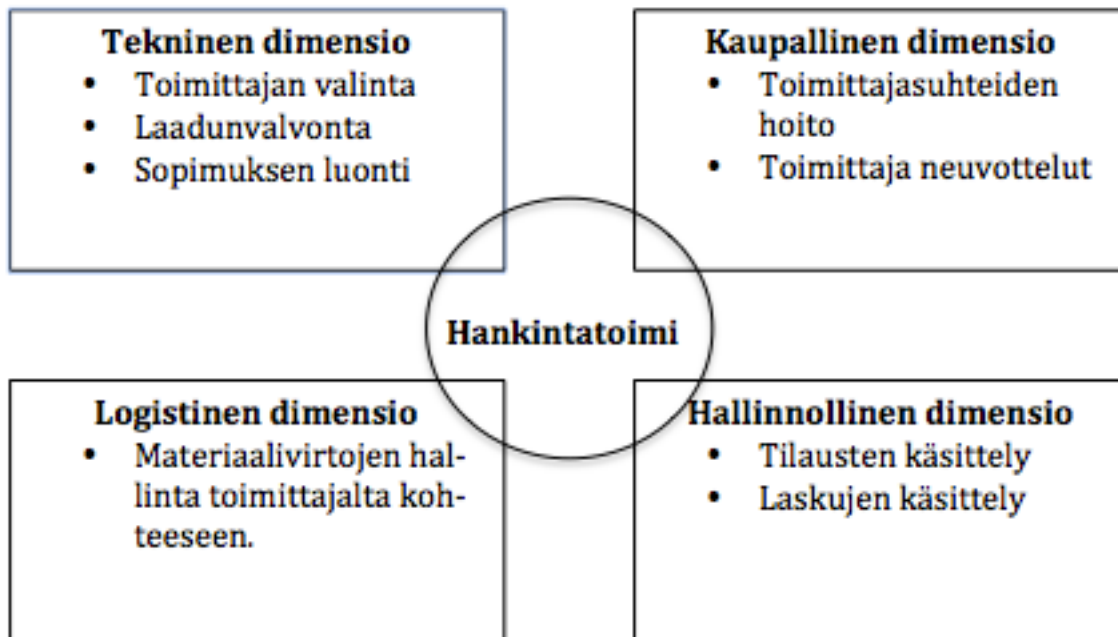 Tekninen dimensio
• Toimittajan valinta
• Laadunvalvonta
• Sopimuksen luonti
Kaupallinen dimensio
• Toimittajasuhteiden
hoito
• Toimittaja neuvottelut
Hankintatoimi
Logistinen dimensio
• Materiaalivirtojen hal-
linta toimittajalta koh-
teeseen.
Hallinnollinen dimensio
• Tilausten käsittely
• Laskujen käsittely